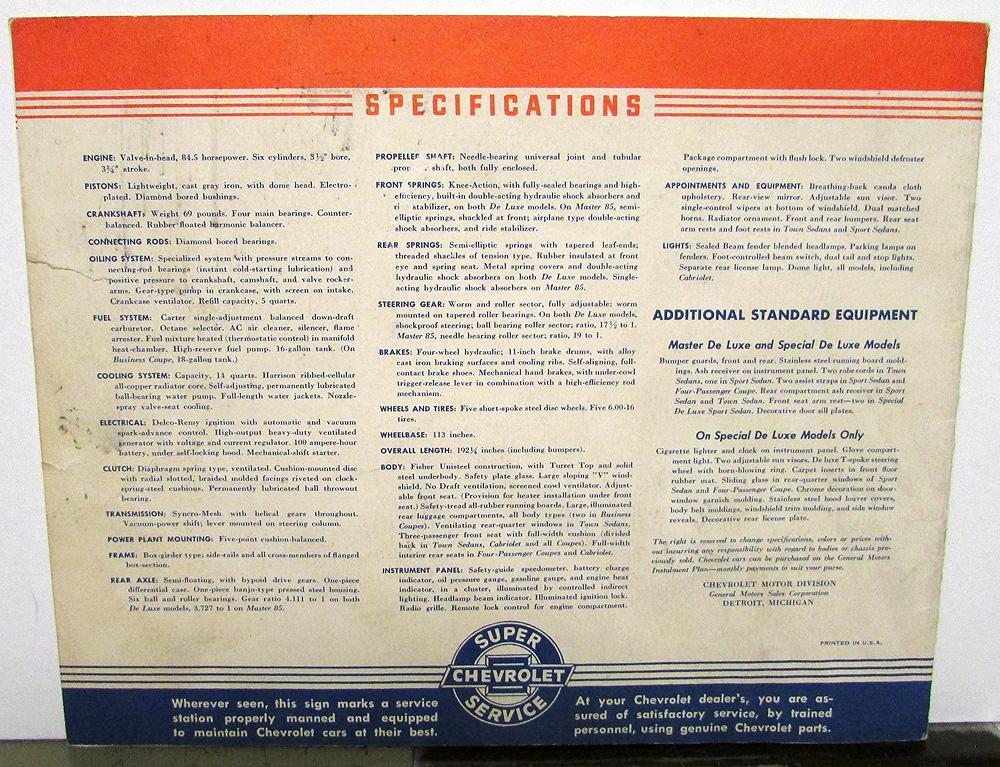 SPECIFICATIONS
ENGINE: Valve-in-head, 84.5 horsepower. Six cylinders, 3½" bore,
3¾" stroke.
PISTONS: Lightweight, cast gray iron, with dome head. Electro-
plated. Diamond bored bushings.
CRANKSHAFT: Weight 69 pounds. Four main bearings. Counter-
balanced. Rubber floated harmonic balancer.
CONNECTING RODS: Diamond bored bearings.
OILING SYSTEM: Specialized system with pressure streams to con-
necting-rod bearings (instant cold-starting lubrication) and
positive pressure to crankshaft, camshaft, and valve rocker-
arms. Gear-type pump in crankcase, with screen on intake.
Crankcase ventilator. Refill capacity, 5 quarts.
FUEL SYSTEM: Carter single-adjustment balanced down-draft
carburetor. Octane selector. AC air cleaner, silencer, flame
arrester. Fuel mixture heated (thermostatic control) in manifold
heat-chamber. High-reserve fuel pump. 16-gallon tank. (On
Business Coupe, 18-gallon tank.)
COOLING SYSTEM: Capacity, 14 quarts. Harrison ribbed-cellular
all-copper radiator core. Self-adjusting, permanently lubricated
ball-bearing water pump. Full-length water jackets. Nozzle-
spray valve-seat cooling.
ELECTRICAL: Delco-Remy ignition with automatic and vacuum
spark-advance control. High-output heavy-duty ventilated
generator with voltage and current regulator. 100 ampere-hour
battery, under self-locking hood. Mechanical-shift starter.
CLUTCH: Diaphragm spring type, ventilated. Cushion-mounted disc
with radial slotted, braided molded facings riveted on clock-
spring-steel cushions. Permanently lubricated ball throwout
bearing.
TRANSMISSION: Syncro-Mesh with helical gears throughout.
Vacuum-power shift; lever mounted on steering column.
POWER PLANT MOUNTING: Five-point cushion-balanced.
FRAME: Box-girder type; side-rails and all cross-members of flanged
box-section.
REAR AXLE: Semi-floating, with hypoid drive gears. One-piece
differential case. One-piece banjo-type pressed steel housing.
Six ball and roller bearings. Gear ratio 4.111 to 1 on both
De Luxe models, 3.727 to 1 on Master 85.
PROPELLER SHAFT: Needle-bearing universal joint and tubular
prop shaft, both fully enclosed.
FRONT SPRINGS: Knee-Action, with fully-sealed bearings and high-
efficiency, built-in double-acting hydraulic shock absorbers and
ri stabilizer, on both De Luxe models. On Master 85, semi-
elliptic springs, shackled at front; airplane type double-acting
shock absorbers, and ride stabilizer.
REAR SPRINGS: Semi-elliptic springs with tapered leaf-ends;
threaded shackles of tension type. Rubber insulated at front
eye and spring seat. Metal spring covers and double-acting
hydraulic shock absorbers on both De Luxe models. Single-
acting hydraulic shock absorbers on Master 85.
STEERING GEAR: Worm and roller sector, fully adjustable; worm
mounted on tapered roller bearings. On both De Luxe models,
shockproof steering; ball bearing roller sector; ratio, 17½ to 1.
Master 85, needle bearing roller sector; ratio, 19 to 1.
BRAKES: Four-wheel hydraulic; 11-inch brake drums, with alloy
cast iron braking surfaces and cooling ribs. Self-aligning, full-
contact brake shoes. Mechanical hand brakes, with under-cowl
trigger-release lever in combination with a high-efficiency rod
mechanism.
WHEELS AND TIRES: Five short-spoke steel disc wheels. Five 6.00-16
tires.
WHEELBASE: 113 inches.
OVERALL LENGTH: 192¼ inches (including bumpers).
BODY: Fisher Unisteel construction, with Turret Top and solid
steel underbody. Safety plate glass. Large sloping "V" wind-
shield. No Draft ventilation, screened cowl ventilator. Adjust-
able front seat. (Provision for heater installation under front
seat.) Safety-tread all-rubber running boards. Large, illuminated
rear luggage compartments, all body types (two in Business
Coupes). Ventilating rear-quarter windows in Town Sedans.
Three-passenger front seat with full-width cushion (divided
back in Town Sedans, Cabriolet and all Coupes). Full-width
interior rear seats in Four-Passenger Coupes and Cabriolet.
INSTRUMENT PANEL: Safety-guide speedometer, battery charge
indicator, oil pressure gauge, gasoline gauge, and engine heat
indicator, in a cluster, illuminated by controlled indirect
lighting. Headlamp beam indicator. Illuminated ignition lock.
Radio grille. Remote lock control for engine compartment.
Package compartment with flush lock. Two windshield defroster
openings.
APPOINTMENTS AND EQUIPMENT: Breathing-back canda cloth
upholstery. Rear-view mirror. Adjustable sun visor. Two
single-control wipers at bottom of windshield. Dual matched
horns. Radiator ornament. Front and rear bumpers. Rear seat
arm rests and foot rests in Town Sedans and Sport Sedans.
LIGHTS: Sealed Beam fender blended headlamps. Parking lamps on
fenders. Foot-controlled beam switch, dual tail and stop lights.
Separate rear license lamp. Dome light, all models, including
Cabriolet.
ADDITIONAL STANDARD EQUIPMENT
Master De Luxe and Special De Luxe Models
Bumper guards, front and rear. Stainless steel running board mold-
ings. Ash receiver on instrument panel. Two robe cords in Town
Sedans, one in Sport Sedan. Two assist straps in Sport Sedan and
Four-Passenger Coupe. Rear compartment ash receiver in Sport
Sedan and Town Sedan. Front seat arm rest—two in Special
De Luxe Sport Sedan. Decorative door sill plates.
On Special De Luxe Models Only
Cigarette lighter and clock on instrument panel. Glove compart-
ment light. Two adjustable sun visors. De luxe T-spoke steering
wheel with horn-blowing ring. Carpet inserts in front floor
rubber mat. Sliding glass in rear-quarter windows of Sport
Sedan and Four-Passenger Coupe. Chrome decoration on door-
window garnish molding. Stainless steel hood louver covers,
body belt moldings, windshield trim molding, and side window
reveals. Decorative rear license plate.
The right is reserved to change specifications, colors or prices with-
out incurring any responsibility with regard to bodies or chassis pre-
viously sold. Chevrolet cars can be purchased on the General Motors
Instalment Plan—monthly payments to suit your purse.
CHEVROLET MOTOR DIVISION
General Motors Sales Corporation
DETROIT, MICHIGAN
PRINTED IN U.S.A.
SUPER
CHEVROLET
SERVICE
Wherever seen, this sign marks a service
station properly manned and equipped
to maintain Chevrolet cars at their best.
At your Chevrolet dealer's, you are as-
sured of satisfactory service, by trained
personnel, using genuine Chevrolet parts.